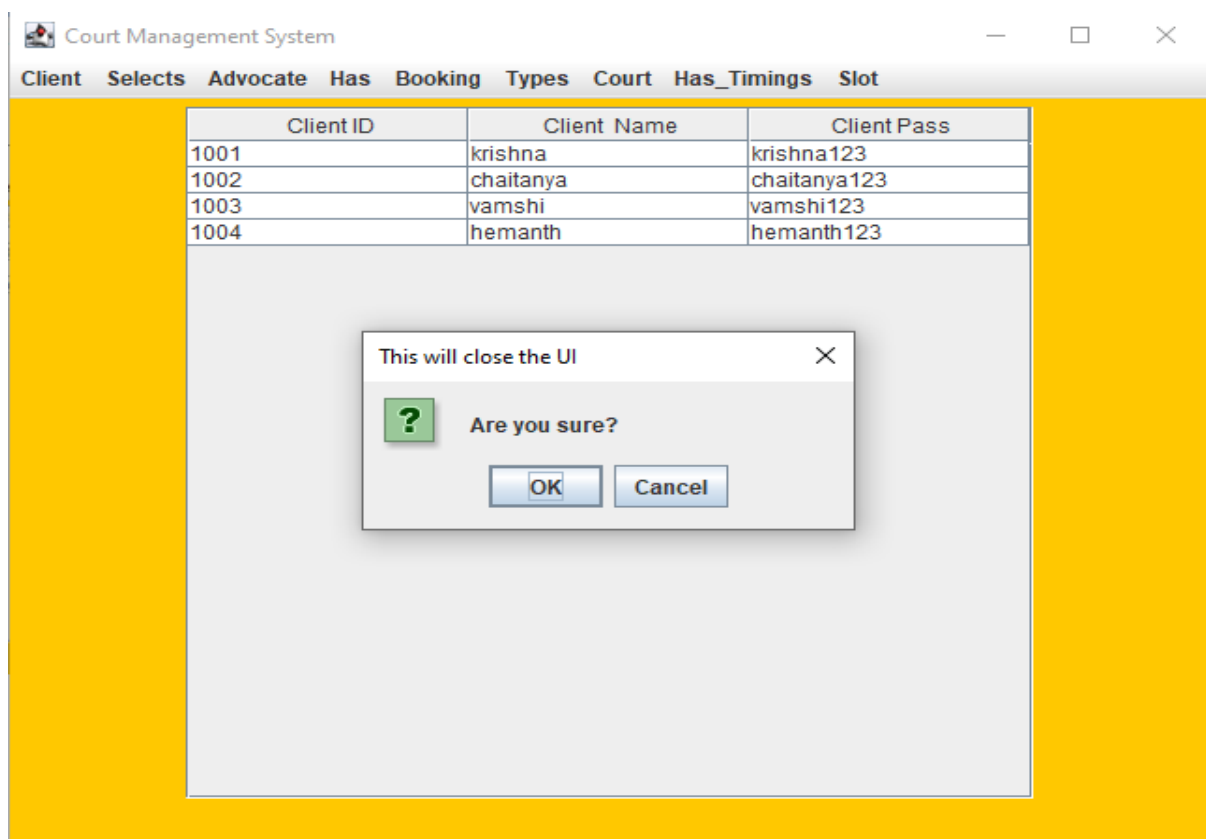 Court Management System
Client Selects Advocate Has Booking Types Court Has_Timings Slot
Client ID Client Name Client Pass
1001 krishna krishna123
1002 chaitanya chaitanya123
1003 vamshi vamshi123
1004 hemanth hemanth123
This will close the UI
? Are you sure?
OK Cancel